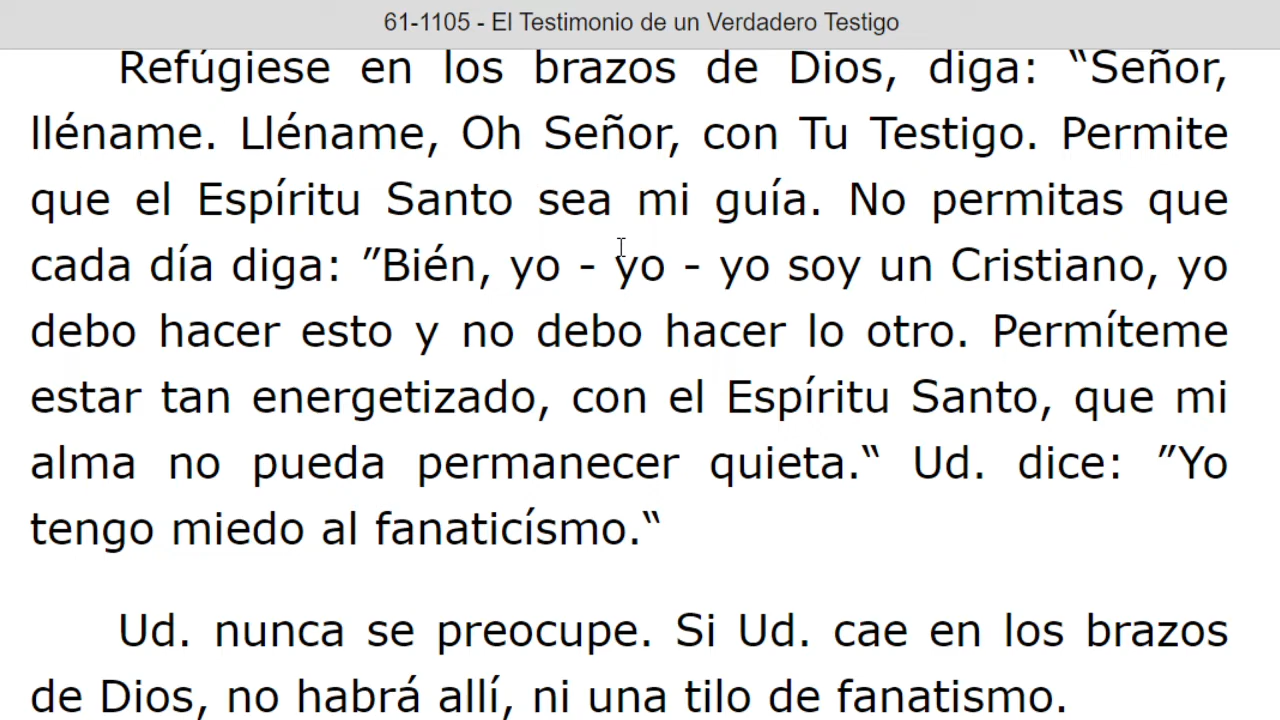 61-1105 - El Testimonio de un Verdadero Testigo
Refúgiese en los brazos de Dios, diga: “Señor,
lléname. Lléname, Oh Señor, con Tu Testigo. Permite
que el Espíritu Santo sea mi guía. No permitas que
cada día diga: ”Bién, yo - yo - yo soy un Cristiano, yo
debo hacer esto y no debo hacer lo otro. Permíteme
estar tan energetizado, con el Espíritu Santo, que mi
alma no pueda permanecer quieta.“ Ud. dice: ”Yo
tengo miedo al fanaticísmo.“
Ud. nunca se preocupe. Si Ud. cae en los brazos
de Dios, no habrá allí, ni una tilo de fanatismo.